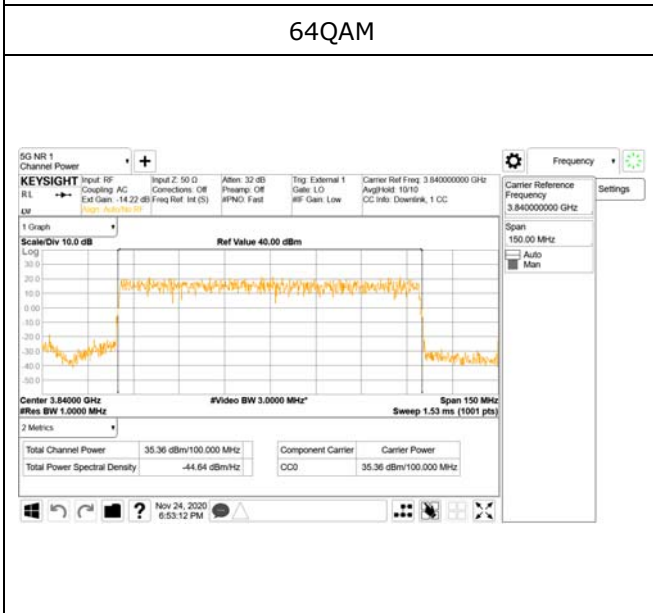 64QAM
5G NR 1
Channel Power
Frequency
KEYSIGHT
Input: RF
Input Z: 50 Ω
Atten: 32 dB
Trig: External 1
Carrier Ref Freq: 3.840000000 GHz
R L
Coupling: AC
Corrections: Off
Preamp: Off
Gate: LO
Avg|Hold: 10/10
Ext Gain: -14.22 dB
Freq Ref: Int (S)
#PNO: Fast
#IF Gain: Low
CC Info: Downlink, 1 CC
Align: Auto/No RF
Carrier Reference
Frequency
3.840000000 GHz
Settings
Span
150.00 MHz
Auto
Man
1 Graph
Scale/Div 10.0 dB
Ref Value 40.00 dBm
Log
30.0
20.0
10.0
0.00
-10.0
-20.0
-30.0
-40.0
-50.0
Center 3.84000 GHz
#Video BW 3.0000 MHz*
Span 150 MHz
#Res BW 1.0000 MHz
Sweep 1.53 ms (1001 pts)
2 Metrics
Total Channel Power
35.36 dBm/100.000 MHz
Component Carrier
Carrier Power
Total Power Spectral Density
-44.64 dBm/Hz
CC0
35.36 dBm/100.000 MHz
?
Nov 24, 2020
6:53:12 PM